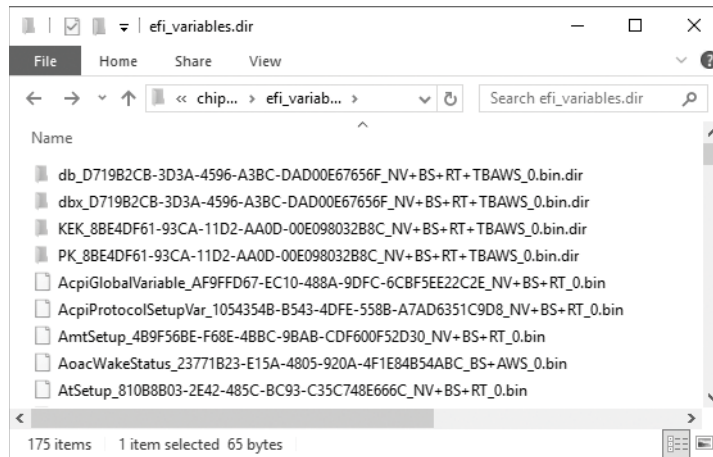 efi_variables.dir
File Home Share View
« chip... > efi_variab... > Search efi_variables.dir
Name
db_D719B2CB-3D3A-4596-A3BC-DAD00E67656F_NV+BS+RT+TBAWS_0.bin.dir
dbx_D719B2CB-3D3A-4596-A3BC-DAD00E67656F_NV+BS+RT+TBAWS_0.bin.dir
KEK_8BE4DF61-93CA-11D2-AA0D-00E098032B8C_NV+BS+RT+TBAWS_0.bin.dir
PK_8BE4DF61-93CA-11D2-AA0D-00E098032B8C_NV+BS+RT+TBAWS_0.bin.dir
AcpiGlobalVariable_AF9FFD67-EC10-488A-9DFC-6CBF5EE22C2E_NV+BS+RT_0.bin
AcpiProtocolSetupVar_1054354B-B543-4DFE-558B-A7AD6351C9D8_NV+BS+RT_0.bin
AmtSetup_4B9F56BE-F68E-4BBC-9BAB-CDF600F52D30_NV+BS+RT_0.bin
AoacWakeStatus_23771B23-E15A-4805-920A-4F1E84B54ABC_BS+AWS_0.bin
AtSetup_810B8B03-2E42-485C-BC93-C35C748E666C_NV+BS+RT_0.bin
175 items 1 item selected 65 bytes